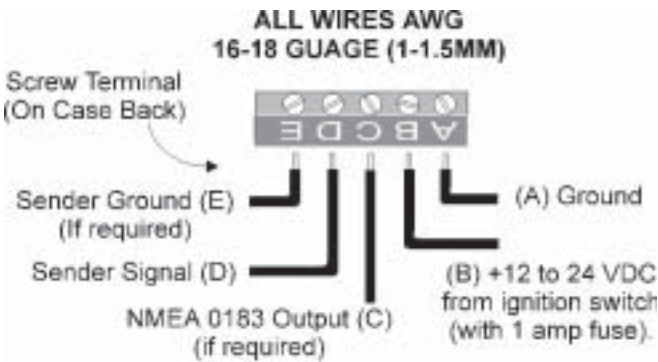 ALL WIRES AWG
16-18 GUAGE (1-1.5MM)
Screw Terminal
(On Case Back)
E D C B A
Sender Ground (E)
(If required)
Sender Signal (D)
NMEA 0183 Output (C)
(if required)
(A) Ground
(B) +12 to 24 VDC
from ignition switch
(with 1 amp fuse).